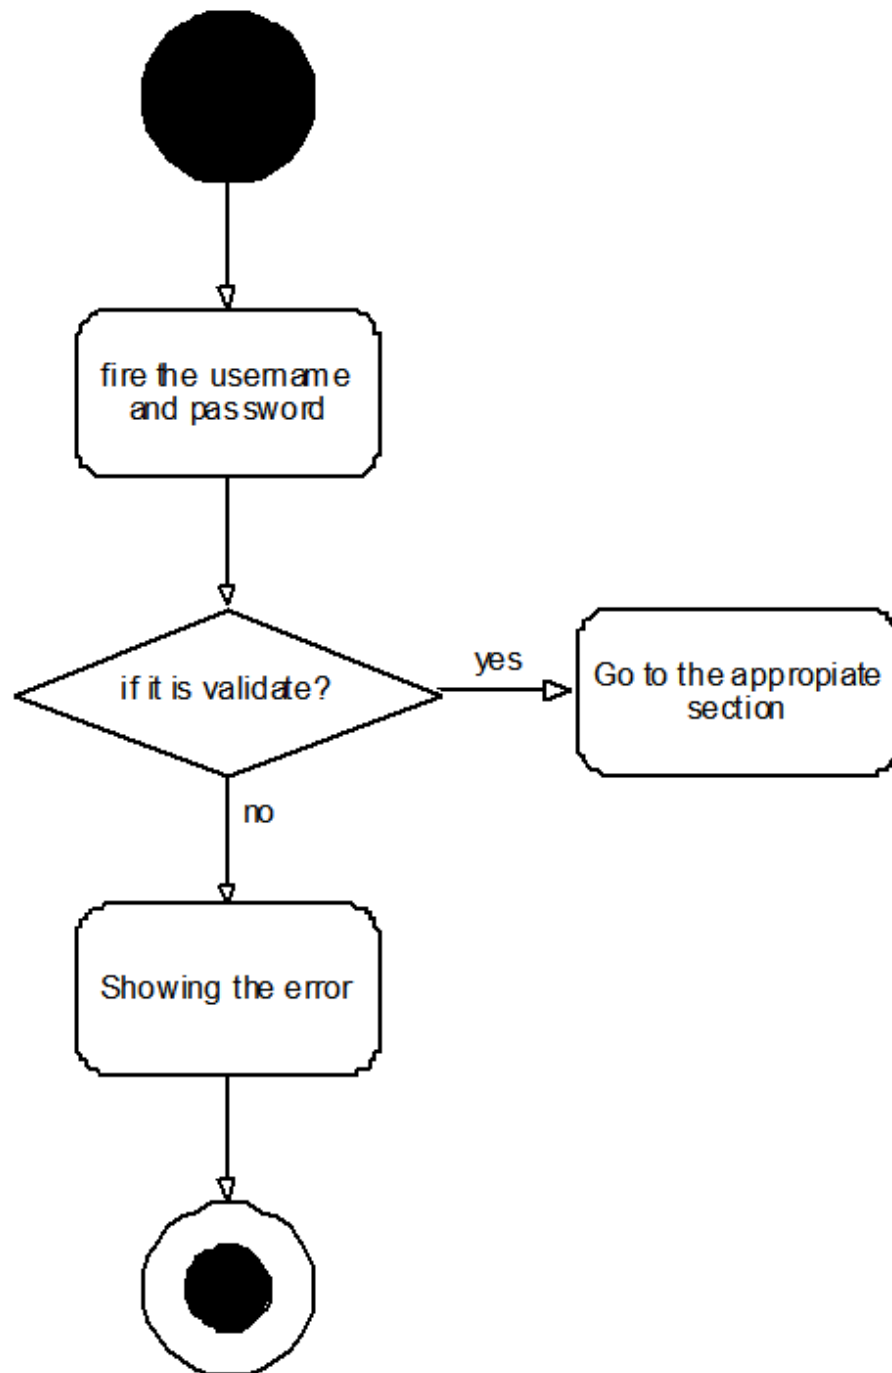 fire the username
and password
if it is validate?
yes
Go to the appropiate
section
no
Showing the error